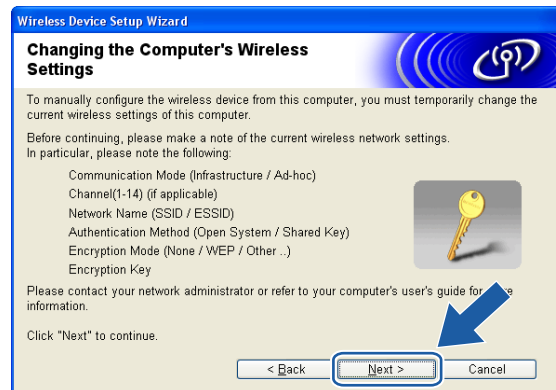 Wireless Device Setup Wizard
Changing the Computer's Wireless
Settings
To manually configure the wireless device from this computer, you must temporarily change the
current wireless settings of this computer.
Before continuing, please make a note of the current wireless network settings.
In particular, please note the following:
Communication Mode (Infrastructure / Ad-hoc)
Channel(1-14) (if applicable)
Network Name (SSID / ESSID)
Authentication Method (Open System / Shared Key)
Encryption Mode (None / WEP / Other ..)
Encryption Key
Please contact your network administrator or refer to your computer's user's guide for
information.
Click "Next" to continue.
< Back Next > Cancel